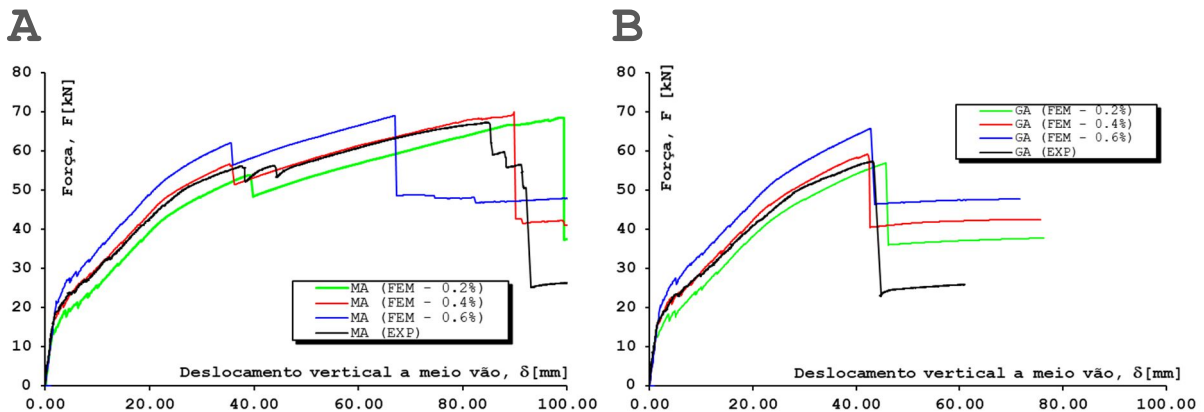 A
B
Força, F[kN]
80
70
60
50
40
30
20
10
0
MA (FEM - 0.2%)
MA (FEM - 0.4%)
MA (FEM - 0.6%)
MA (EXP)
Deslocamento vertical a meio vão, δ[mm]
0.00 20.00 40.00 60.00 80.00 100.00
Força, F [kN]
80
70
60
50
40
30
20
10
0
GA (FEM - 0.2%)
GA (FEM - 0.4%)
GA (FEM - 0.6%)
GA (EXP)
Deslocamento vertical a meio vão, δ[mm]
0.00 20.00 40.00 60.00 80.00 100.00